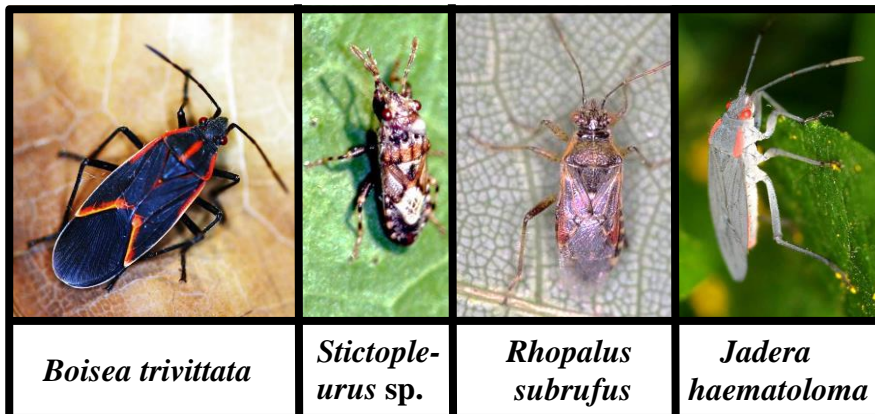 Boisea trivittata
Stictople-
urus sp.
Rhopalus
subrufus
Jadera
haematoloma